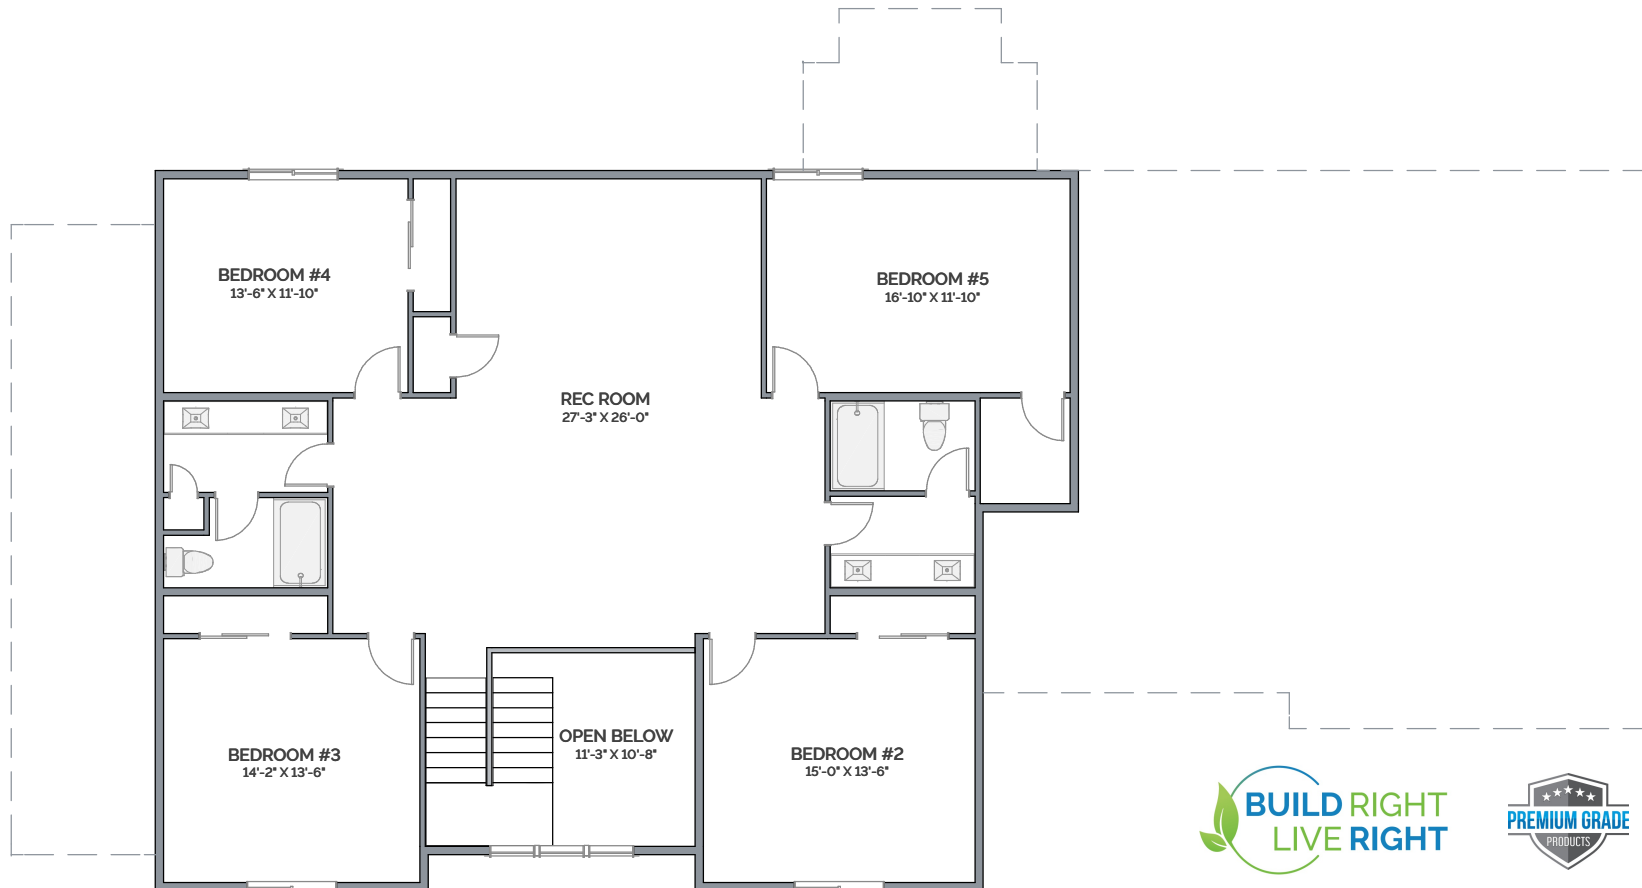 BEDROOM #4
13'-6" X 11'-10"
BEDROOM #5
16'-10" X 11'-10"
REC ROOM
27'-3" X 26'-0"
BEDROOM #3
14'-2" X 13'-6"
OPEN BELOW
11'-3" X 10'-8"
BEDROOM #2
15'-0" X 13'-6"
BUILD RIGHT
LIVE RIGHT
PREMIUM GRADE
PRODUCTS